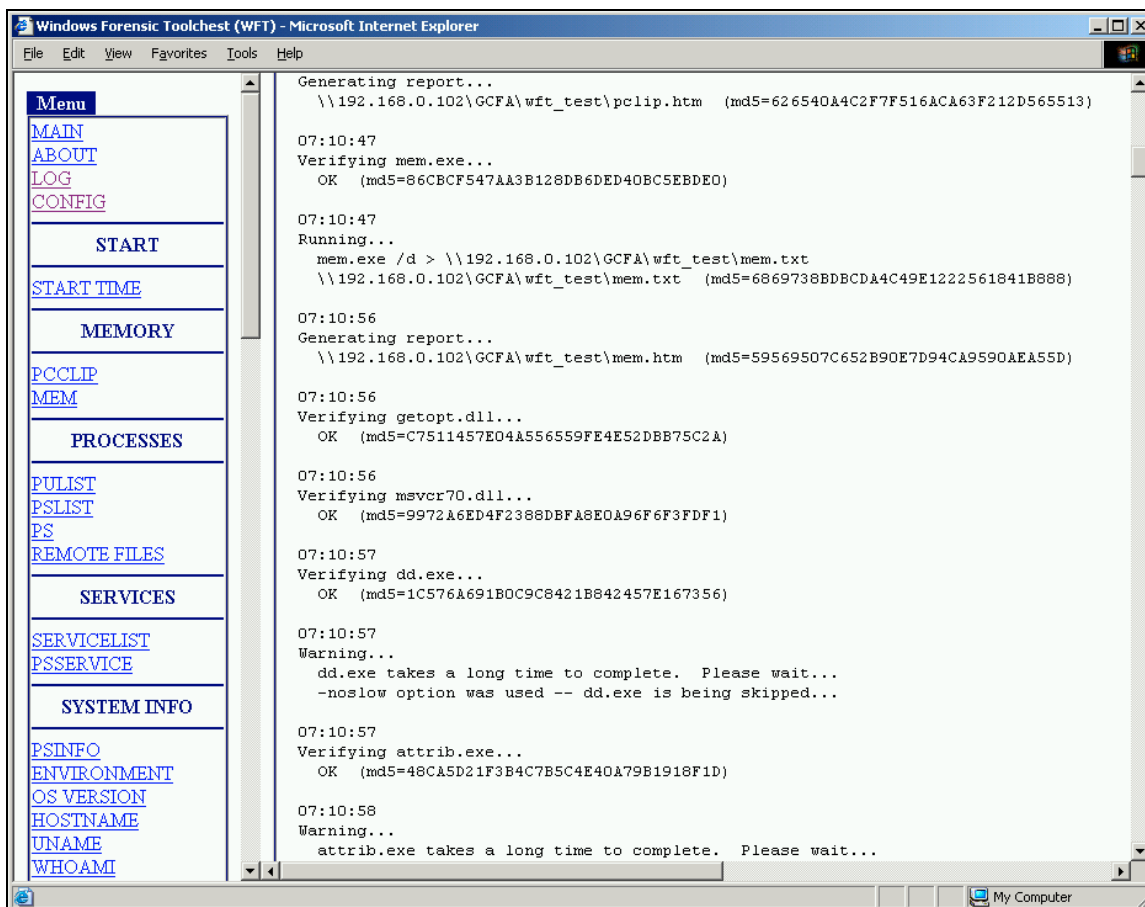 Windows Forensic Toolchest (WFT) - Microsoft Internet Explorer
File Edit View Favorites Tools Help
Menu
MAIN
ABOUT
LOG
CONFIG
START
START TIME
MEMORY
PCCLIP
MEM
PROCESSES
PULIST
PSLIST
PS
REMOTE FILES
SERVICES
SERVICELIST
PSSERVICE
SYSTEM INFO
PSINFO
ENVIRONMENT
OS VERSION
HOSTNAME
UNAME
WHOAMI
Generating report...
\\192.168.0.102\GCFA\wft_test\pclip.htm (md5=626540A4C2F7F516ACA63F212D565513)
07:10:47
Verifying mem.exe...
OK (md5=86CBCF547AA3B128DB6DED40BC5EBDE0)
07:10:47
Running...
mem.exe /d > \\192.168.0.102\GCFA\wft_test\mem.txt
\\192.168.0.102\GCFA\wft_test\mem.txt (md5=6869738BDBCDA4C49E1222561841B888)
07:10:56
Generating report...
\\192.168.0.102\GCFA\wft_test\mem.htm (md5=59569507C652B90E7D94CA9590AEA55D)
07:10:56
Verifying getopt.dll...
OK (md5=C7511457E04A556559FE4E52DBB75C2A)
07:10:56
Verifying msvcr70.dll...
OK (md5=9972A6ED4F2388DBFA8E0A96F6F3FDF1)
07:10:57
Verifying dd.exe...
OK (md5=1C576A691B0C9C8421B842457E167356)
07:10:57
Warning...
dd.exe takes a long time to complete. Please wait...
-noslow option was used -- dd.exe is being skipped...
07:10:57
Verifying attrib.exe...
OK (md5=48CA5D21F3B4C7B5C4E40A79B1918F1D)
07:10:58
Warning...
attrib.exe takes a long time to complete. Please wait...
My Computer